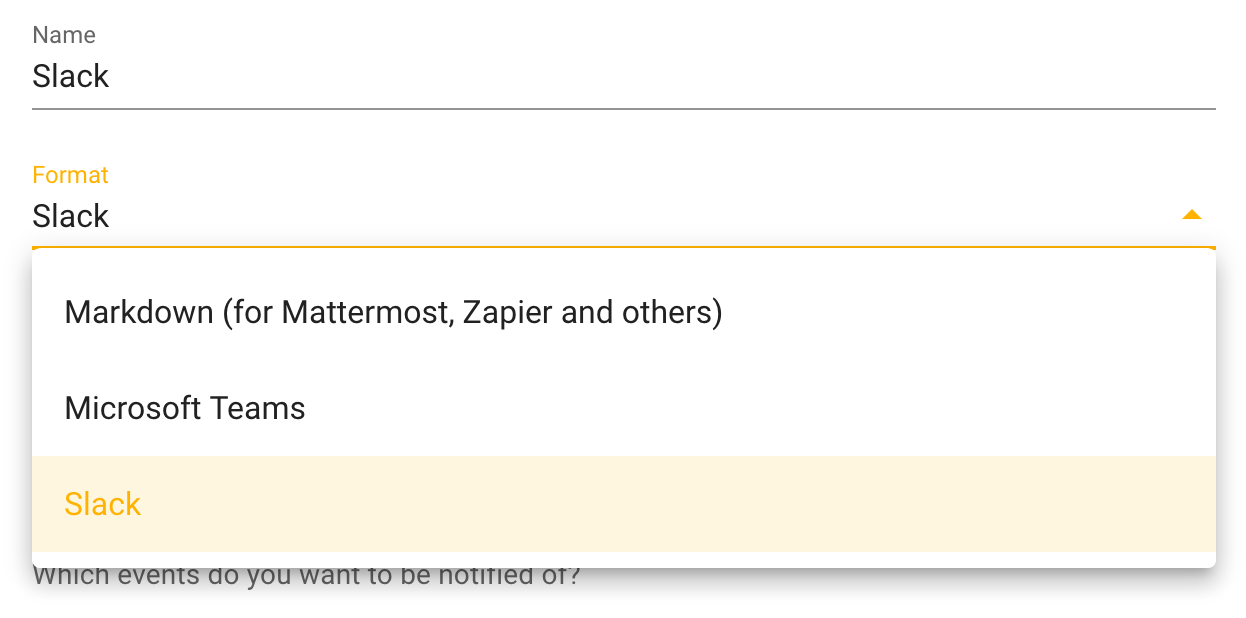 Name
Slack
Format
Slack
Markdown (for Mattermost, Zapier and others)
Microsoft Teams
Slack
Which events do you want to be notified of?